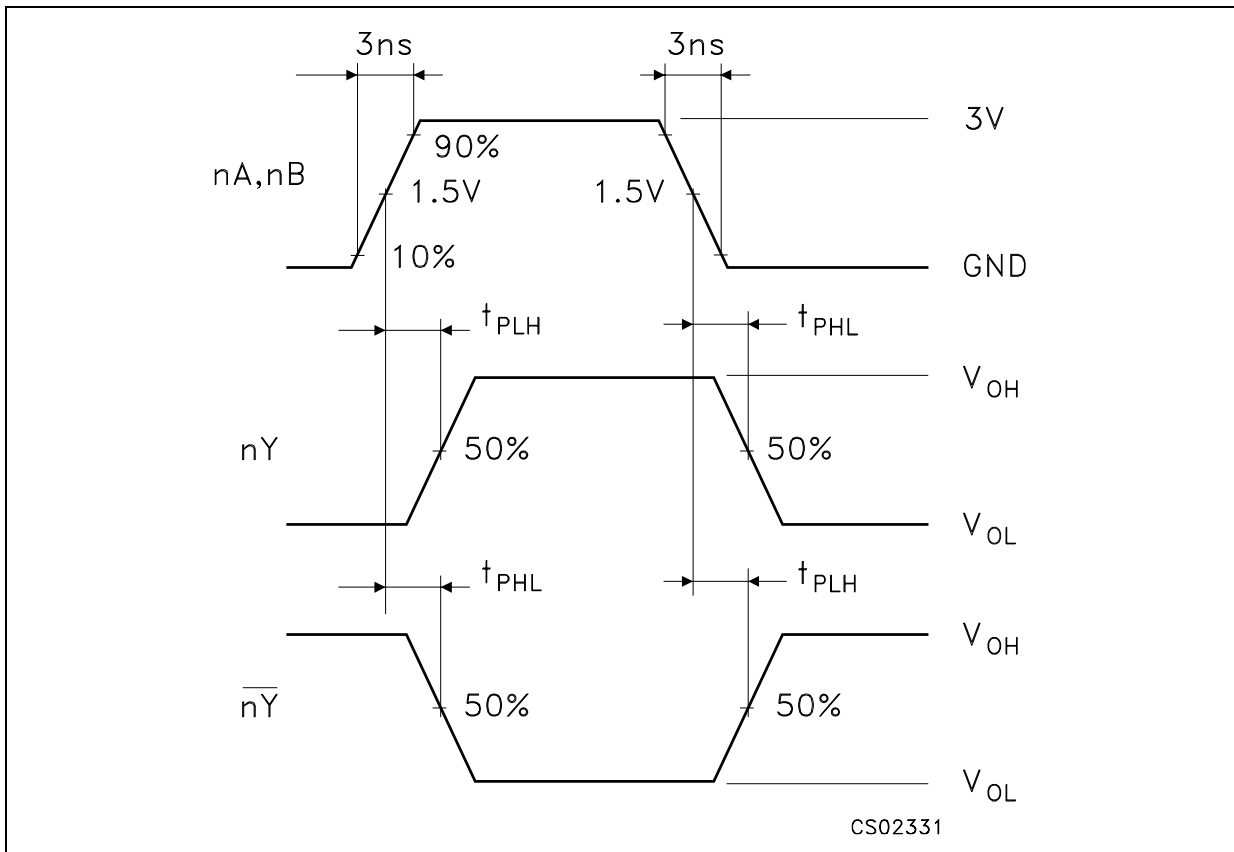 3ns 3ns
3V
90%
nA,nB 1.5V 1.5V
10% GND
tPLH tPHL
VOH
nY 50% 50%
VOL
tPHL tPLH
VOH
n̅Y̅ 50% 50%
VOL
CS02331